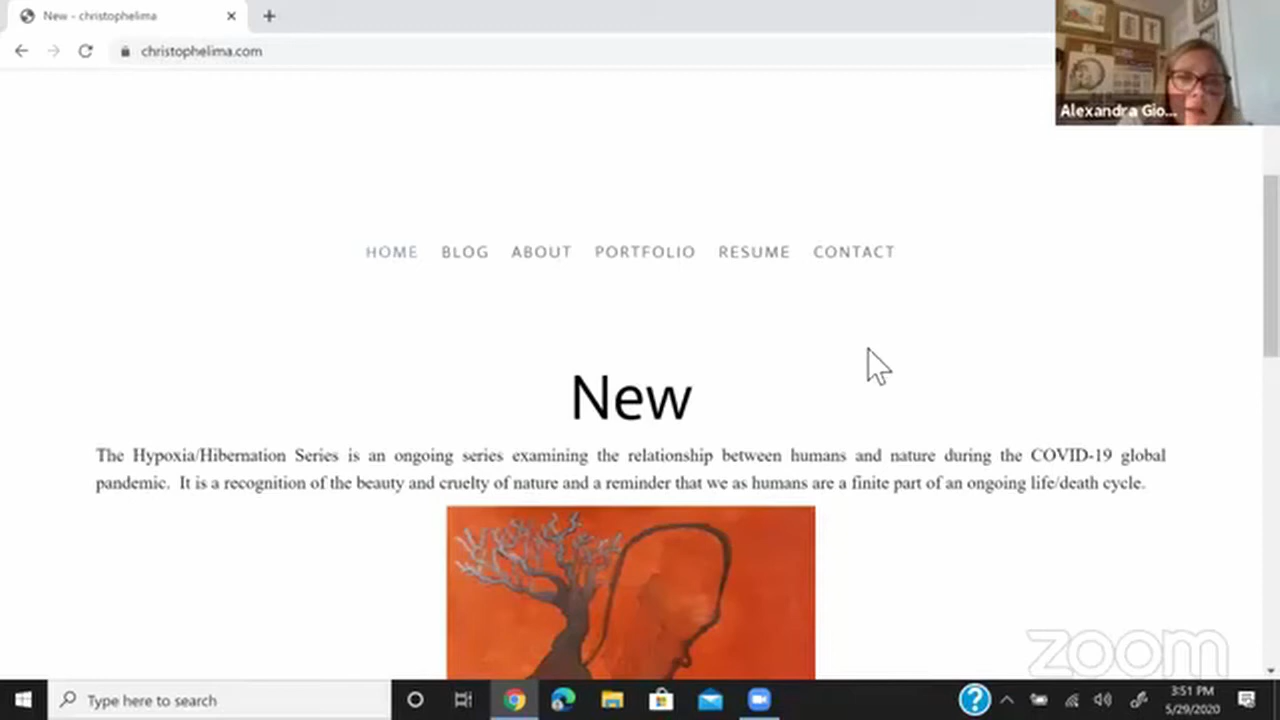 New - christophelima
christophelima.com
Alexandra Gio...
HOME BLOG ABOUT PORTFOLIO RESUME CONTACT
New
The Hypoxia/Hibernation Series is an ongoing series examining the relationship between humans and nature during the COVID-19 global
pandemic. It is a recognition of the beauty and cruelty of nature and a reminder that we as humans are a finite part of an ongoing life/death cycle.
zoom
Type here to search
3:51 PM
5/29/2020